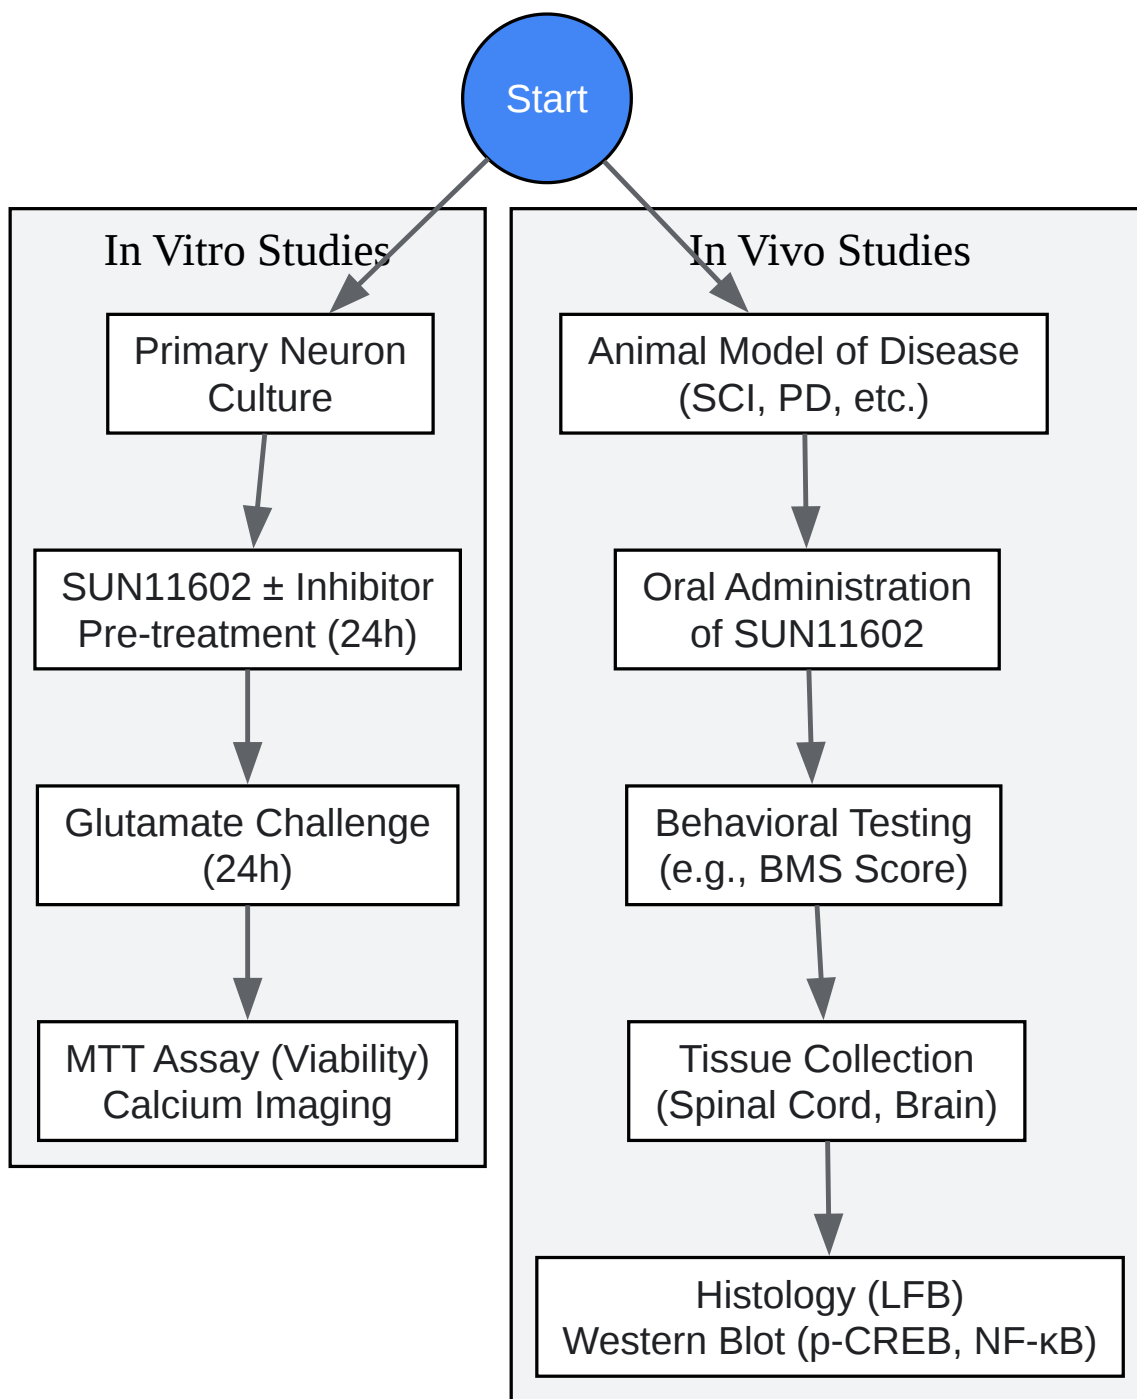 Start
In Vitro Studies
Primary Neuron
Culture
SUN11602 ± Inhibitor
Pre-treatment (24h)
Glutamate Challenge
(24h)
MTT Assay (Viability)
Calcium Imaging
In Vivo Studies
Animal Model of Disease
(SCI, PD, etc.)
Oral Administration
of SUN11602
Behavioral Testing
(e.g., BMS Score)
Tissue Collection
(Spinal Cord, Brain)
Histology (LFB)
Western Blot (p-CREB, NF-κB)